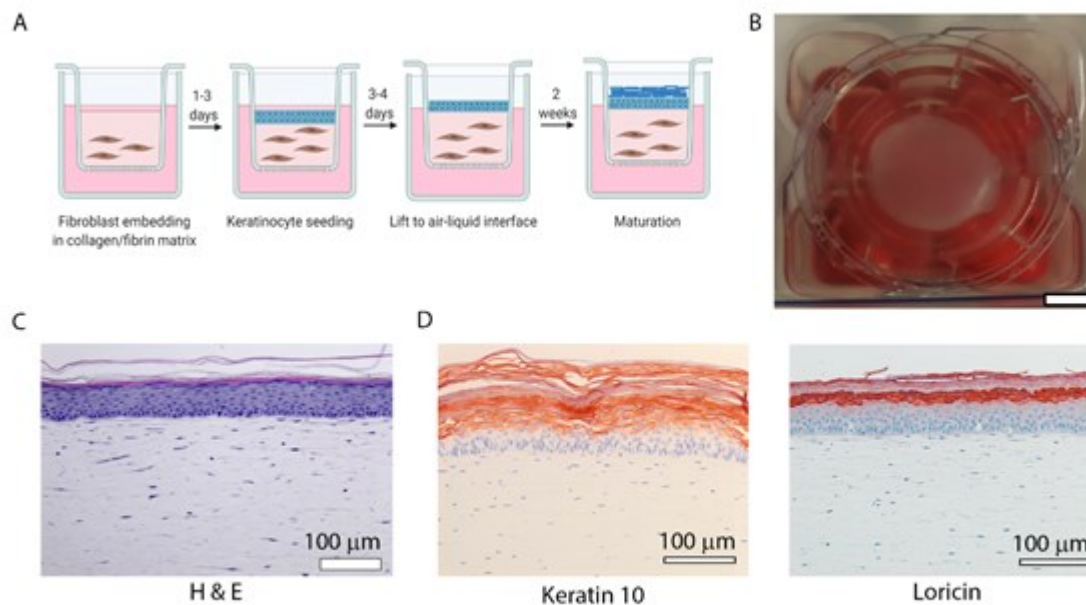 A
B
1-3
days
3-4
days
2
weeks
Fibroblast embedding
in collagen/fibrin matrix
Keratinocyte seeding
Lift to air-liquid interface
Maturation
C
D
100 μm
100 μm
100 μm
H & E
Keratin 10
Loricin